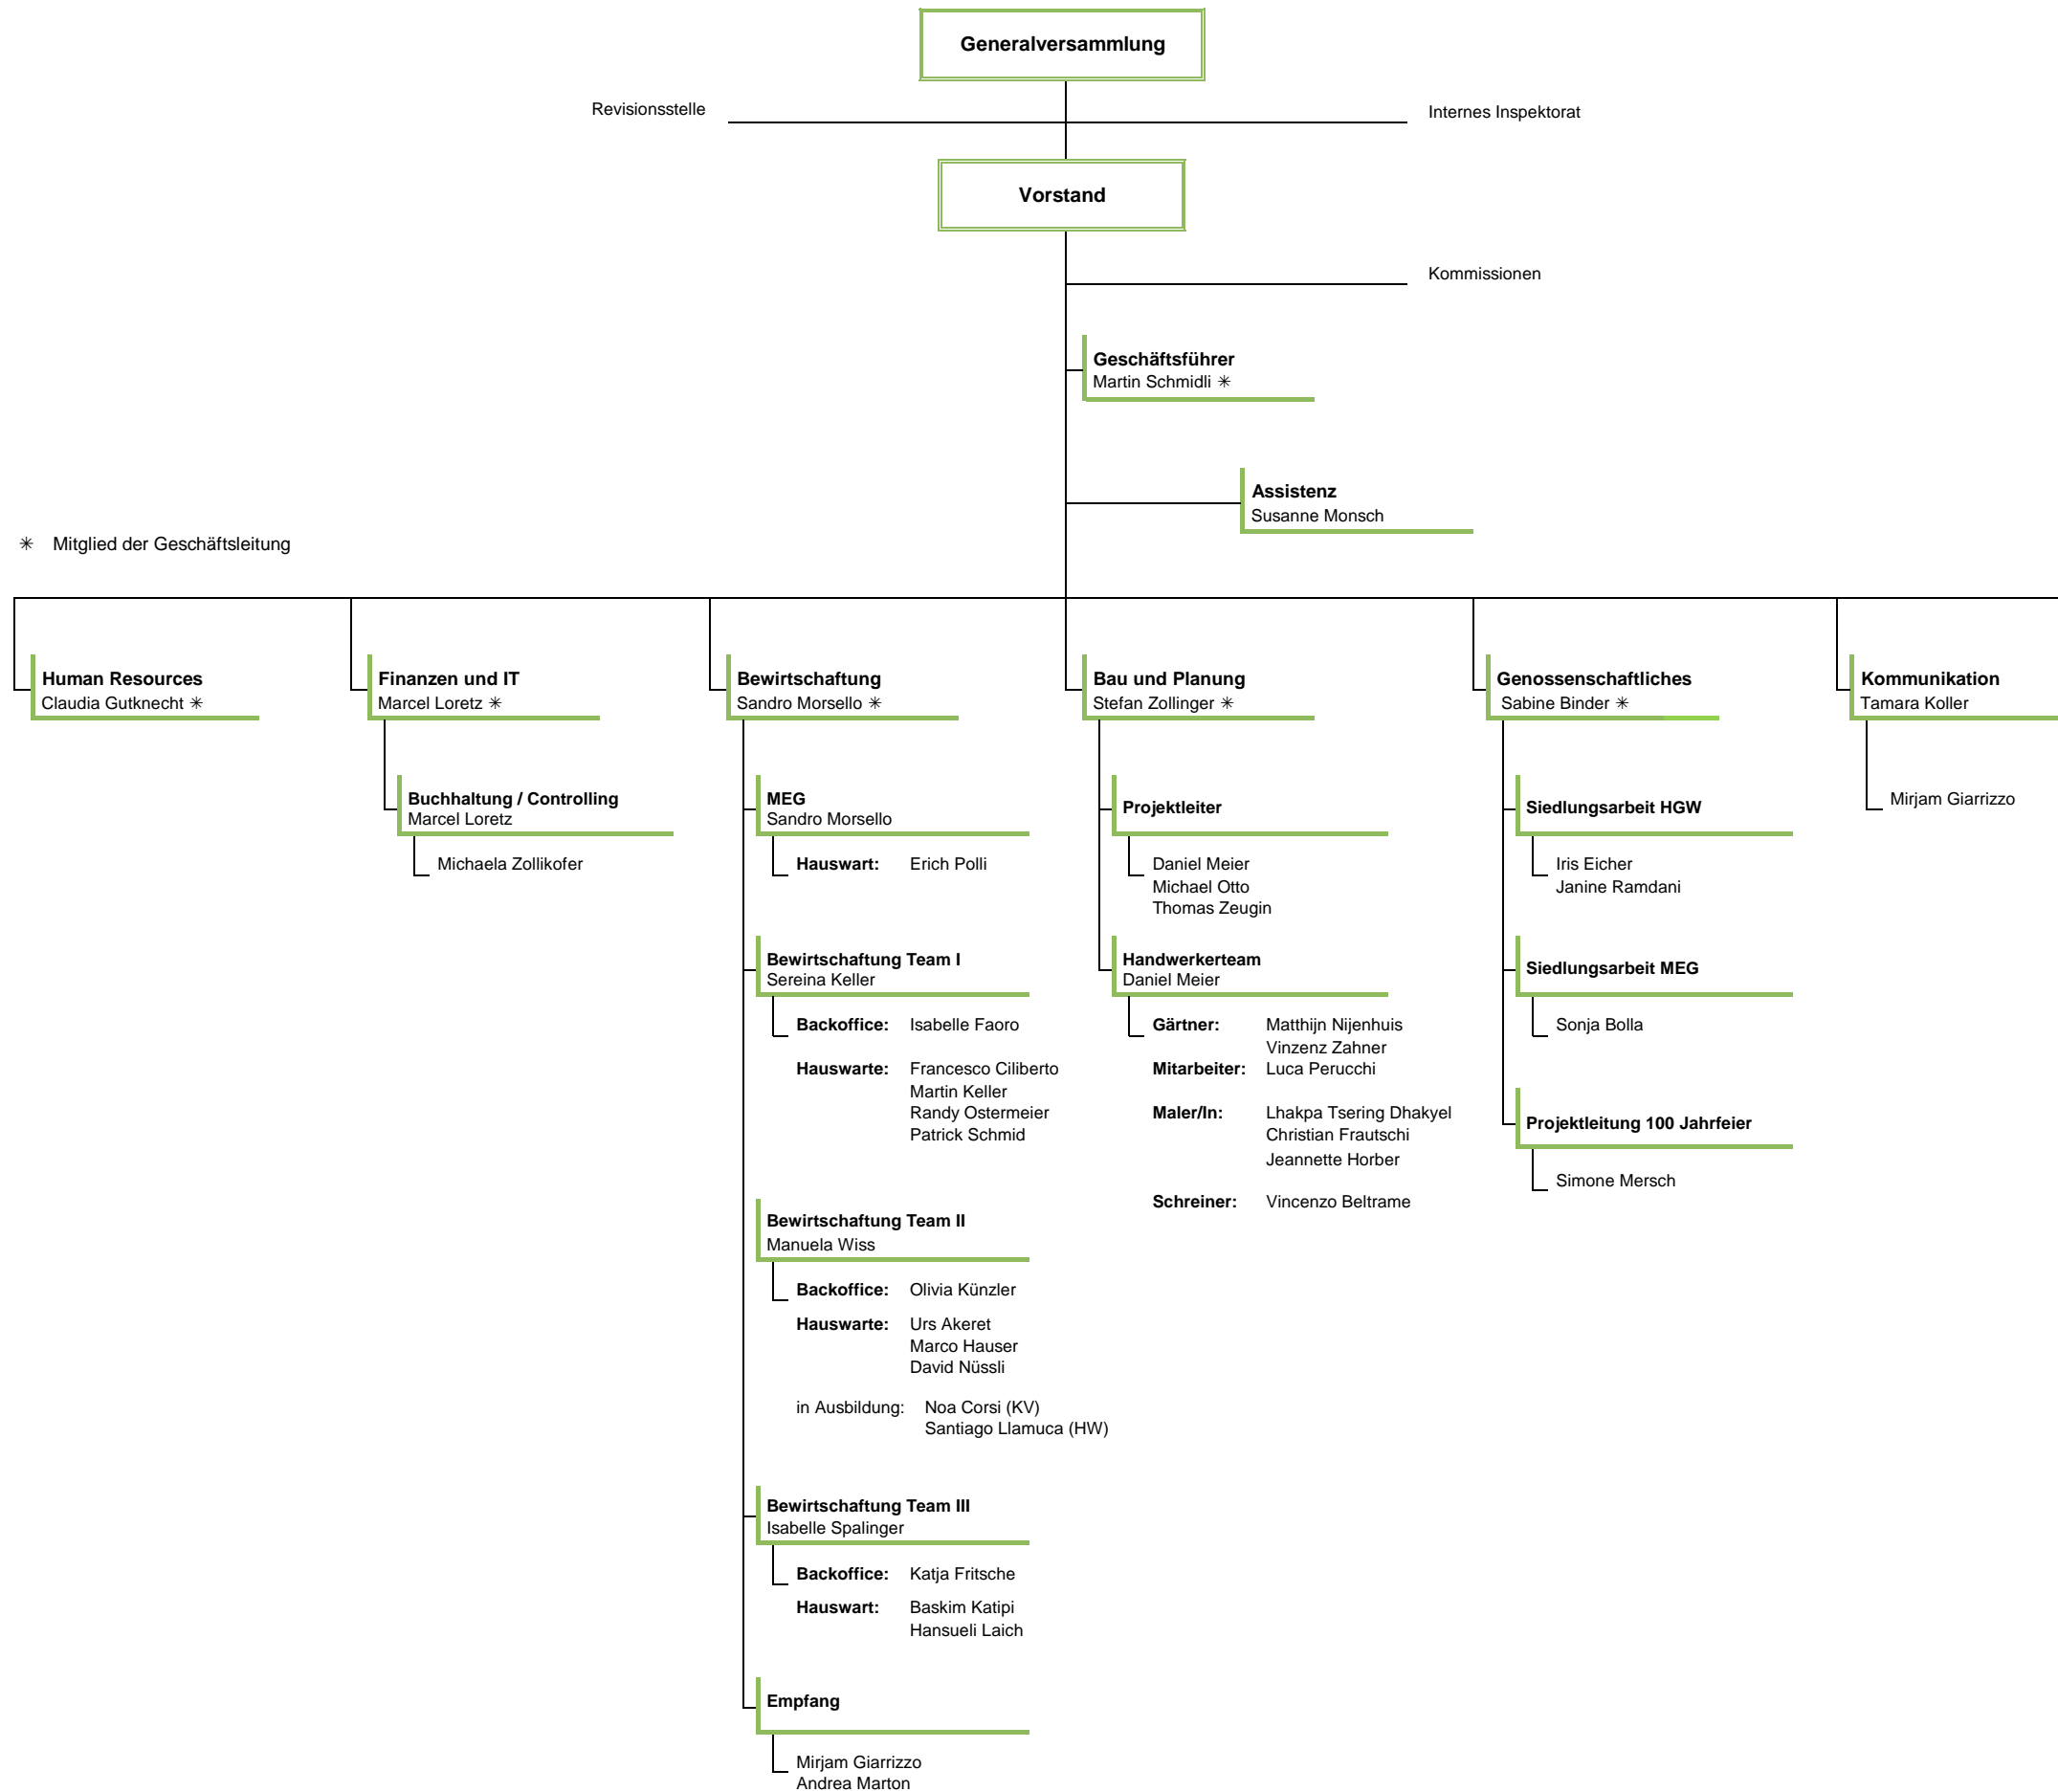 Generalversammlung
Revisionsstelle
Internes Inspektorat
Vorstand
Kommissionen
Geschäftsführer
Martin Schmidli ✳
Assistenz
Susanne Monsch
✳ Mitglied der Geschäftsleitung
Human Resources
Claudia Gutknecht ✳
Finanzen und IT
Marcel Loretz ✳
Buchhaltung / Controlling
Marcel Loretz
Michaela Zollikofer
Bewirtschaftung
Sandro Morsello ✳
MEG
Sandro Morsello
Hauswart: Erich Polli
Bewirtschaftung Team I
Sereina Keller
Backoffice: Isabelle Faoro
Hauswarte: Francesco Ciliberto
Martin Keller
Randy Ostermeier
Patrick Schmid
Bewirtschaftung Team II
Manuela Wiss
Backoffice: Olivia Künzler
Hauswarte: Urs Akeret
Marco Hauser
David Nüssli
in Ausbildung: Noa Corsi (KV)
Santiago Llamuca (HW)
Bewirtschaftung Team III
Isabelle Spalinger
Backoffice: Katja Fritsche
Hauswart: Baskim Katipi
Hansueli Laich
Empfang
Mirjam Giarrizzo
Andrea Marton
Bau und Planung
Stefan Zollinger ✳
Projektleiter
Daniel Meier
Michael Otto
Thomas Zeugin
Handwerkerteam
Daniel Meier
Gärtner: Matthijn Nijenhuis
Vinzenz Zahner
Mitarbeiter: Luca Perucchi
Maler/In: Lhakpa Tsering Dhakyel
Christian Frautschi
Jeannette Horber
Schreiner: Vincenzo Beltrame
Genossenschaftliches
Sabine Binder ✳
Siedlungsarbeit HGW
Iris Eicher
Janine Ramdani
Siedlungsarbeit MEG
Sonja Bolla
Projektleitung 100 Jahrfeier
Simone Mersch
Kommunikation
Tamara Koller
Mirjam Giarrizzo